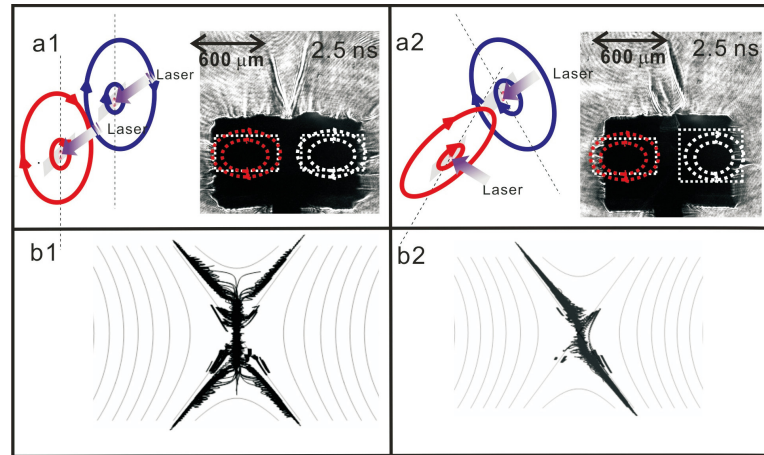 a1
Laser
Laser
600 μm
2.5 ns
a2
Laser
Laser
600 μm
2.5 ns
b1
b2